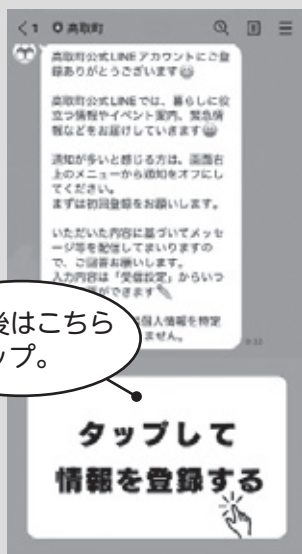 1 高取町
高取町公式LINEアカウントにご登
録ありがとうございます
高取町公式LINEでは、暮らしに役
立つ情報やイベント案内、緊急情
報などをお届けしていきます
通知が多いと感じる方は、画面右
上のメニューから通知をオフにし
てください。
まずは初回登録をお願いします。
いただいた内容に基づいてメッセ
ージ等を配信してまいりますの
で、ご回答お願いします。
入力内容は「受信設定」からいつ
ができます
個人情報を特定
ません。
後はこちら
ップ。
タップして
情報を登録する